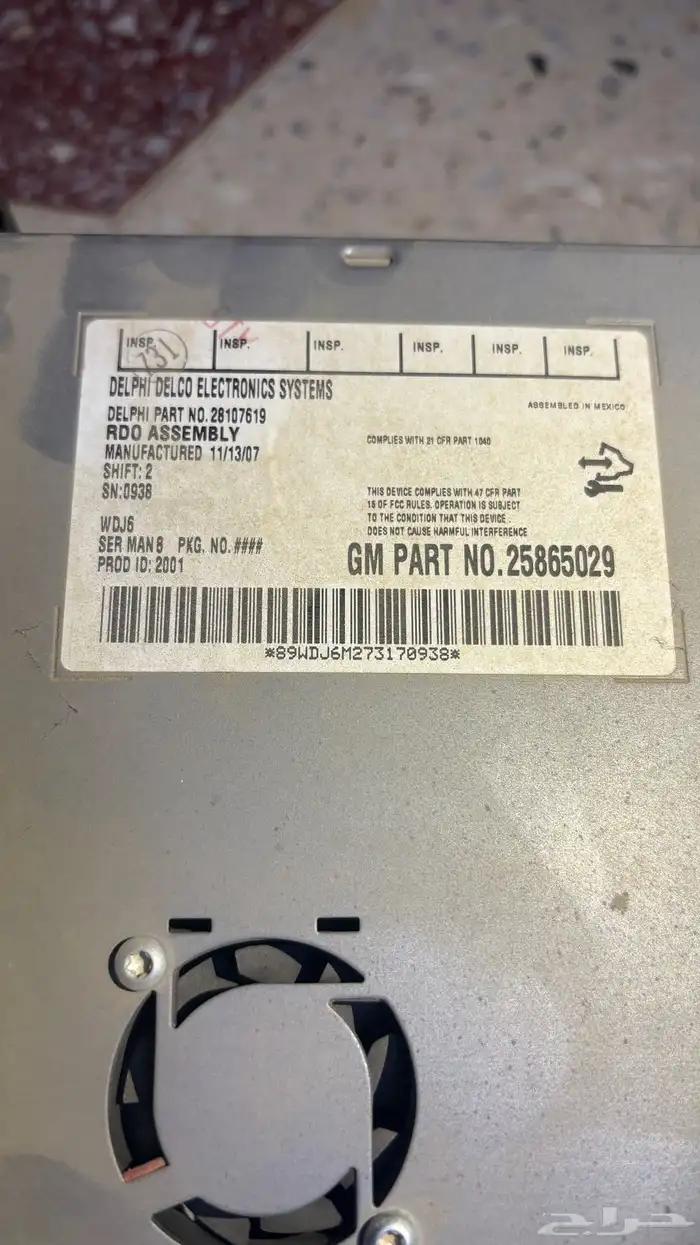 INSP. INSP. INSP. INSP. INSP. INSP.
731
DELPHI DELCO ELECTRONICS SYSTEMS
ASSEMBLED IN MEXICO
DELPHI PART NO. 28107619
RDO ASSEMBLY
MANUFACTURED 11/13/07
COMPLIES WITH 21 CFR PART 1040
SHIFT: 2
SN:0938
THIS DEVICE COMPLIES WITH 47 CFR PART
15 OF FCC RULES. OPERATION IS SUBJECT
TO THE CONDITION THAT THIS DEVICE
DOES NOT CAUSE HARMFUL INTERFERENCE
WDJ6
SER MAN 8 PKG. NO. ####
PROD ID: 2001
GM PART NO. 25865029
*89WDJ6M273170938*
حراج